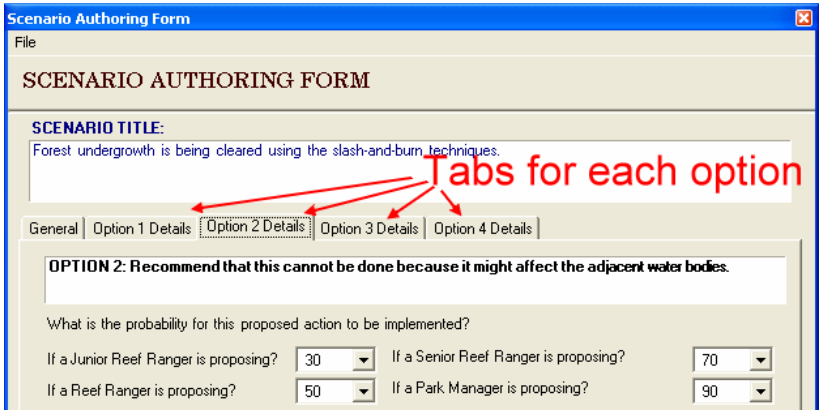 Scenario Authoring Form
File
SCENARIO AUTHORING FORM
SCENARIO TITLE:
Forest undergrowth is being cleared using the slash-and-burn techniques.
Tabs for each option
General Option 1 Details Option 2 Details Option 3 Details Option 4 Details
OPTION 2: Recommend that this cannot be done because it might affect the adjacent water bodies.
What is the probability for this proposed action to be implemented?
If a Junior Reef Ranger is proposing? 30 If a Senior Reef Ranger is proposing? 70
If a Reef Ranger is proposing? 50 If a Park Manager is proposing? 90